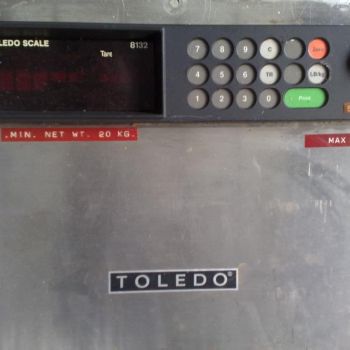 LEDO SCALE
Tare
8132
7 8 9 C Zero
4 5 6 TR LB/kg
1 2 3 0 Print
.MIN. NET WT. 20 KG.
MAX
TOLEDO®